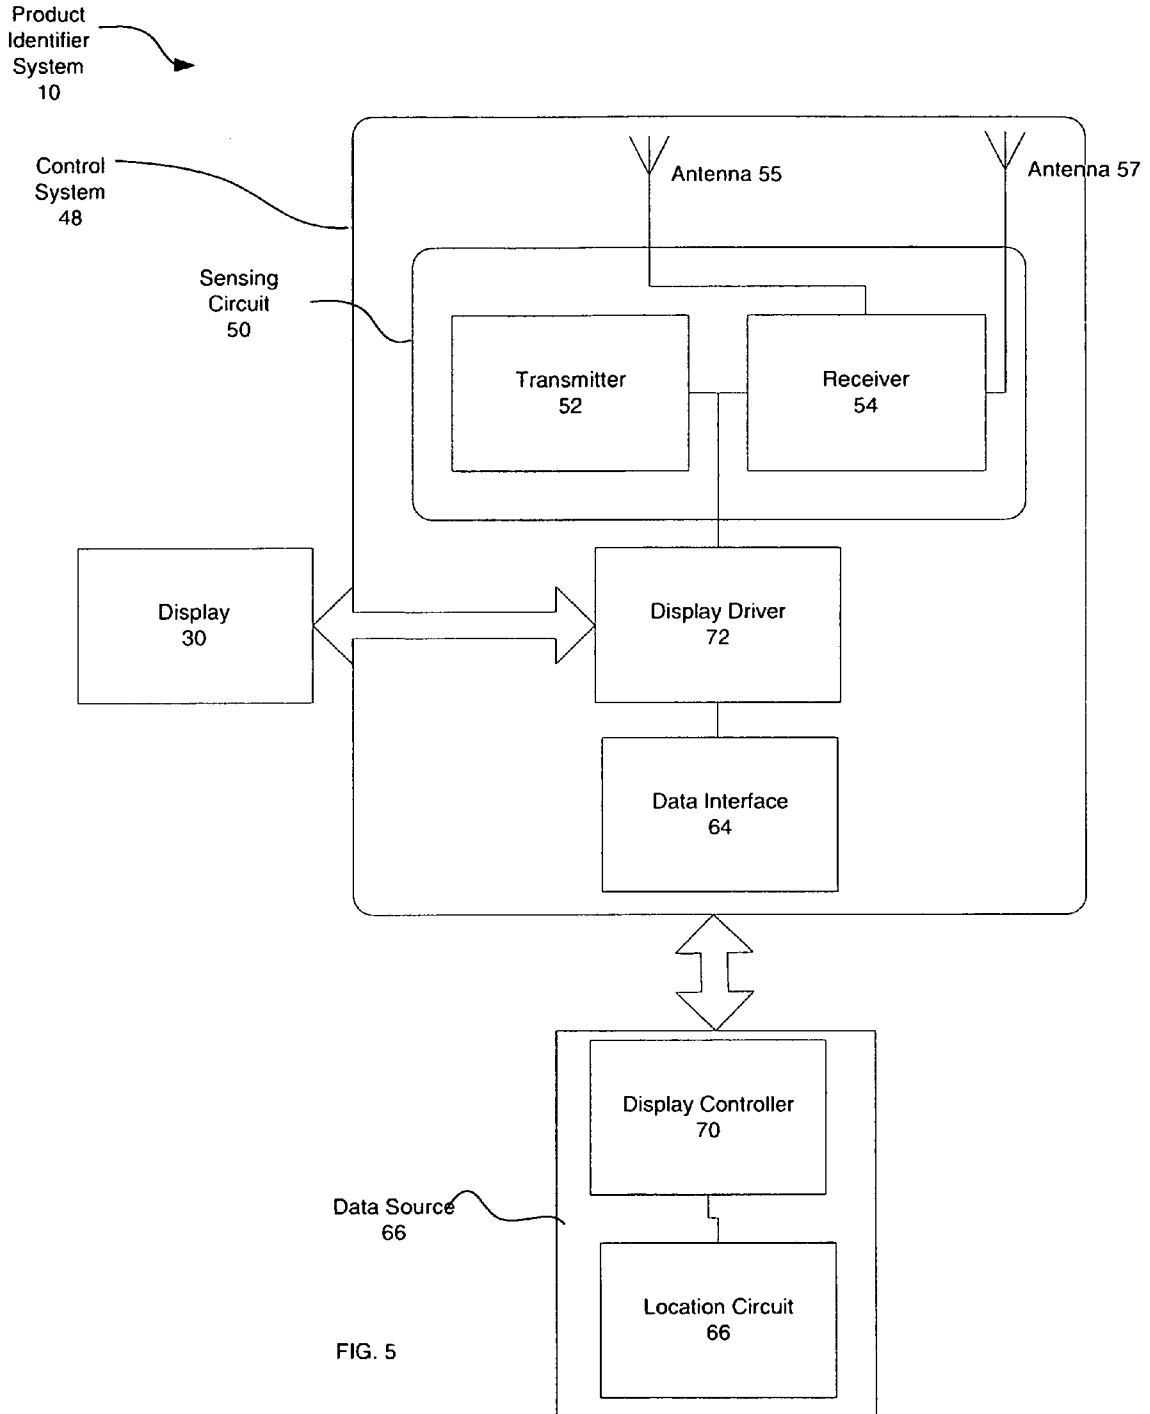 Product
Identifier
System
10
Control
System
48
Antenna 55
Antenna 57
Sensing
Circuit
50
Transmitter
52
Receiver
54
Display
30
Display Driver
72
Data Interface
64
Display Controller
70
Data Source
66
Location Circuit
66
FIG. 5